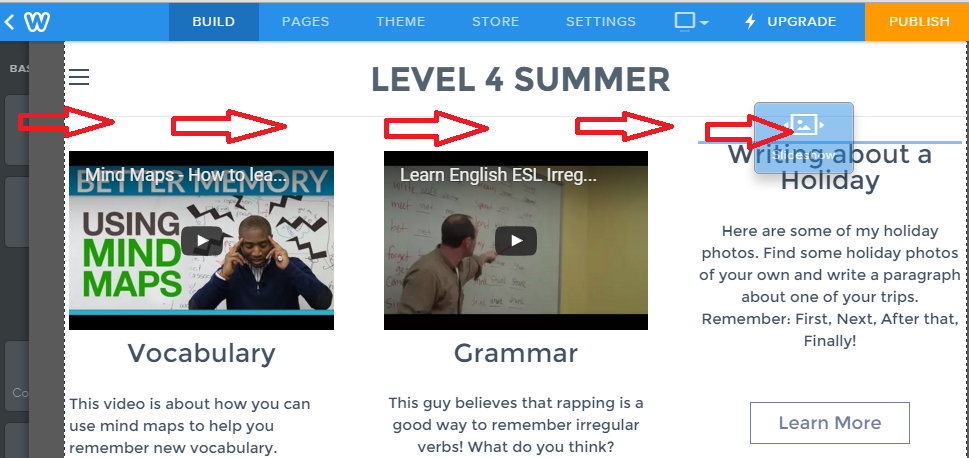 BUILD
PAGES
THEME
STORE
SETTINGS
UPGRADE
PUBLISH
BAS
LEVEL 4 SUMMER
Slideshow
Mind Maps - How to lea...
BETTER MEMORY
USING
MIND
MAPS
Learn English ESL Irreg...
Writing about a
Holiday
Here are some of my holiday
photos. Find some holiday photos
of your own and write a paragraph
about one of your trips.
Remember: First, Next, After that,
Finally!
Learn More
Vocabulary
This video is about how you can
use mind maps to help you
remember new vocabulary.
Grammar
This guy believes that rapping is a
good way to remember irregular
verbs! What do you think?
Co